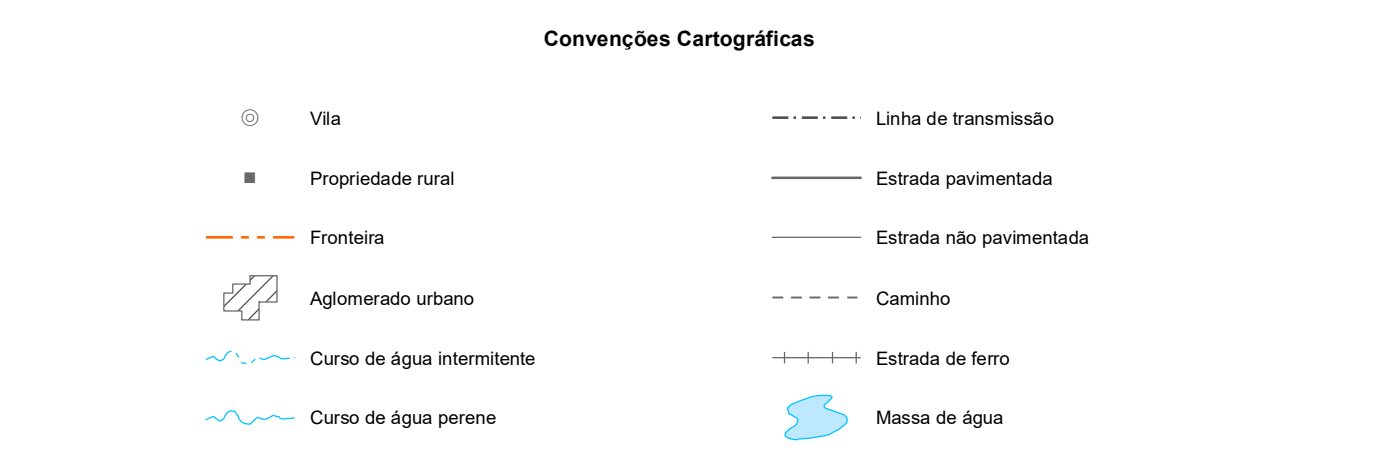 Convenções Cartográficas
Vila
Propriedade rural
Fronteira
Aglomerado urbano
Curso de água intermitente
Curso de água perene
Linha de transmissão
Estrada pavimentada
Estrada não pavimentada
Caminho
Estrada de ferro
Massa de água